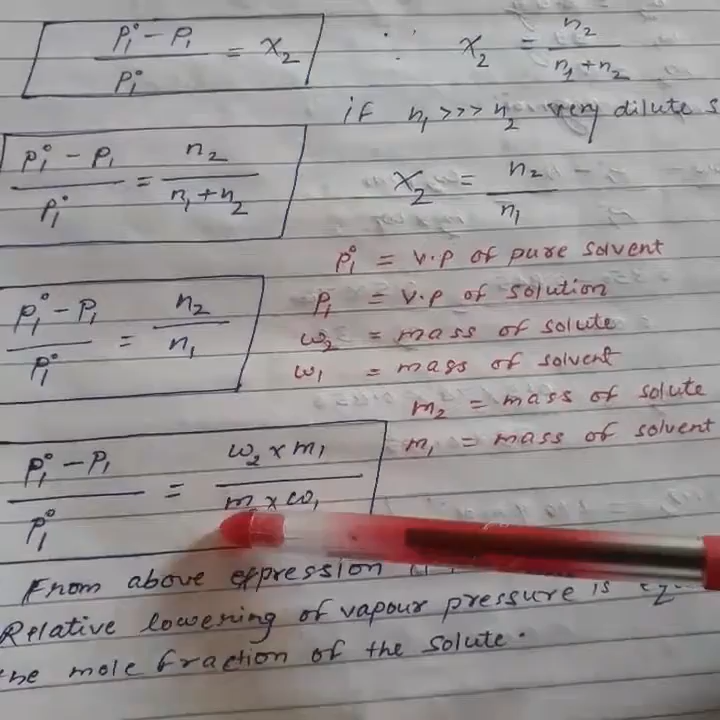 (p₁° - p₁)/p₁° = x₂ ∵ x₂ = n₂/(n₁+n₂)
if n₁ >>> n₂ very dilute s
(p₁° - p₁)/p₁° = n₂/(n₁+n₂)
x₂ = n₂/n₁
p₁° = v.p of pure solvent
p₁ = v.p of solution
(p₁° - p₁)/p₁° = n₂/n₁
w₂ = mass of solute
w₁ = mass of solvent
m₂ = mass of solute
m₁ = mass of solvent
(p₁° - p₁)/p₁° = (w₂ x m₁)/(m x w₁)
From above expression
Relative lowering of vapour pressure is
the mole fraction of the solute.